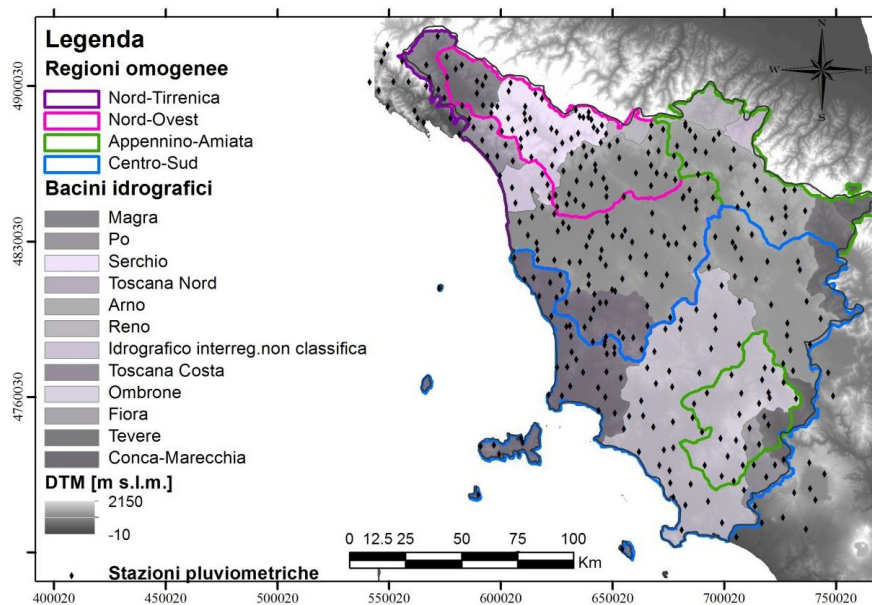 Legenda
Regioni omogenee
Nord-Tirrenica
Nord-Ovest
Appennino-Amiata
Centro-Sud
Bacini idrografici
Magra
Po
Serchio
Toscana Nord
Arno
Reno
Idrografico interreg.non classifica
Toscana Costa
Ombrone
Fiora
Tevere
Conca-Marecchia
DTM [m s.l.m.]
2150
-10
Stazioni pluviometriche
N
W E
S
4900030
4830030
4760030
0 12.5 25 50 75 100
Km
400020 450020 500020 550020 600020 650020 700020 750020